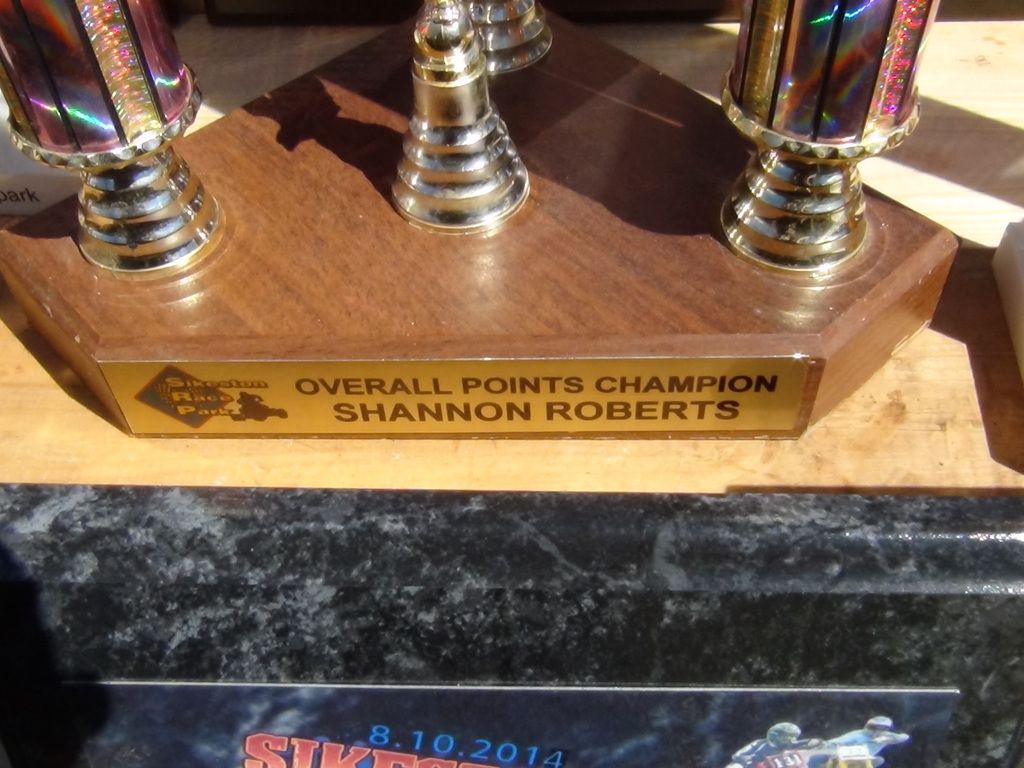 park
Sikeston
Race
Park
OVERALL POINTS CHAMPION
SHANNON ROBERTS
8.10.2014